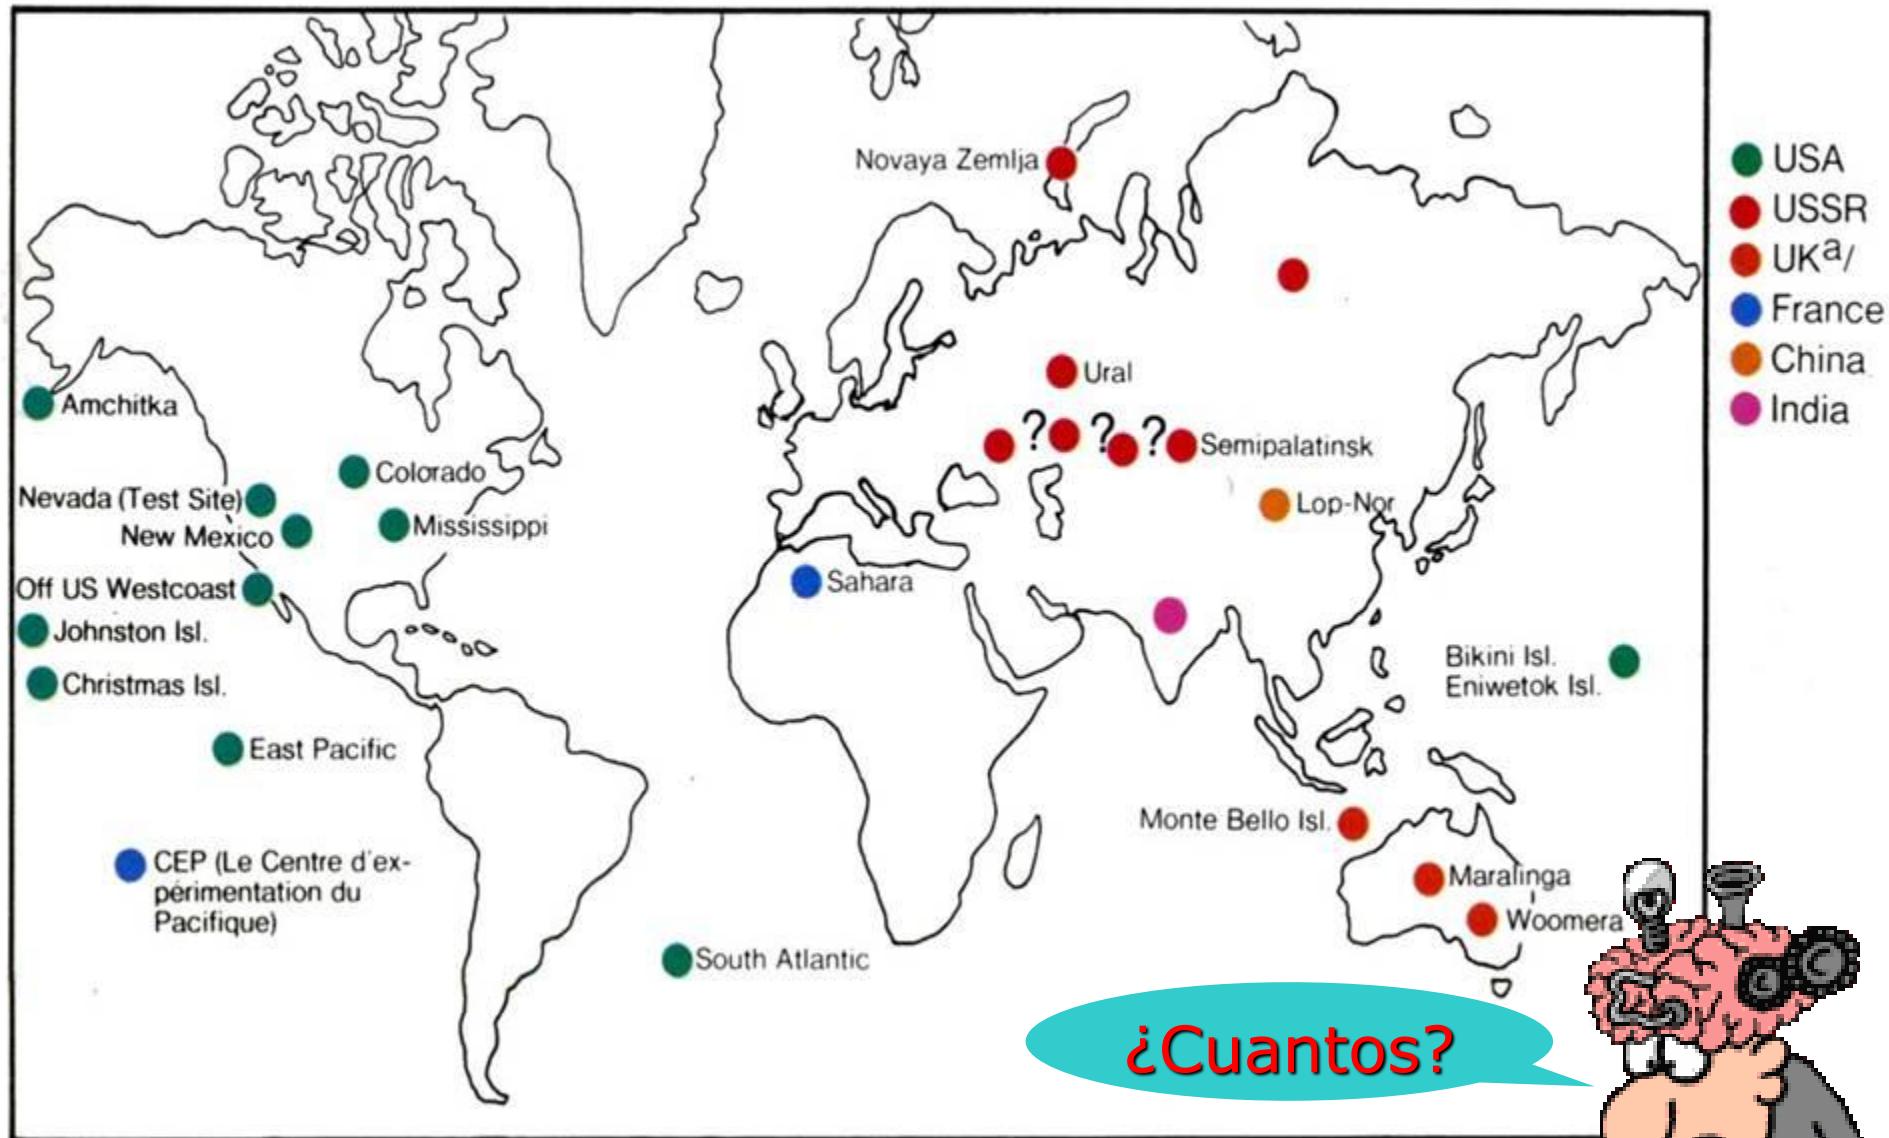 Novaya Zemlja
USA
USSR
UKa/
France
China
India
Ural
Amchitka
? ? ?
Semipalatinsk
Colorado
Nevada (Test Site)
Lop-Nor
Mississippi
New Mexico
Sahara
Off US Westcoast
Johnston Isl.
Christmas Isl.
Bikini Isl.
Eniwetok Isl.
East Pacific
Monte Bello Isl.
CEP (Le Centre d'ex-
périmentation du
Pacifique)
Maralinga
Woomera
South Atlantic
¿Cuantos?